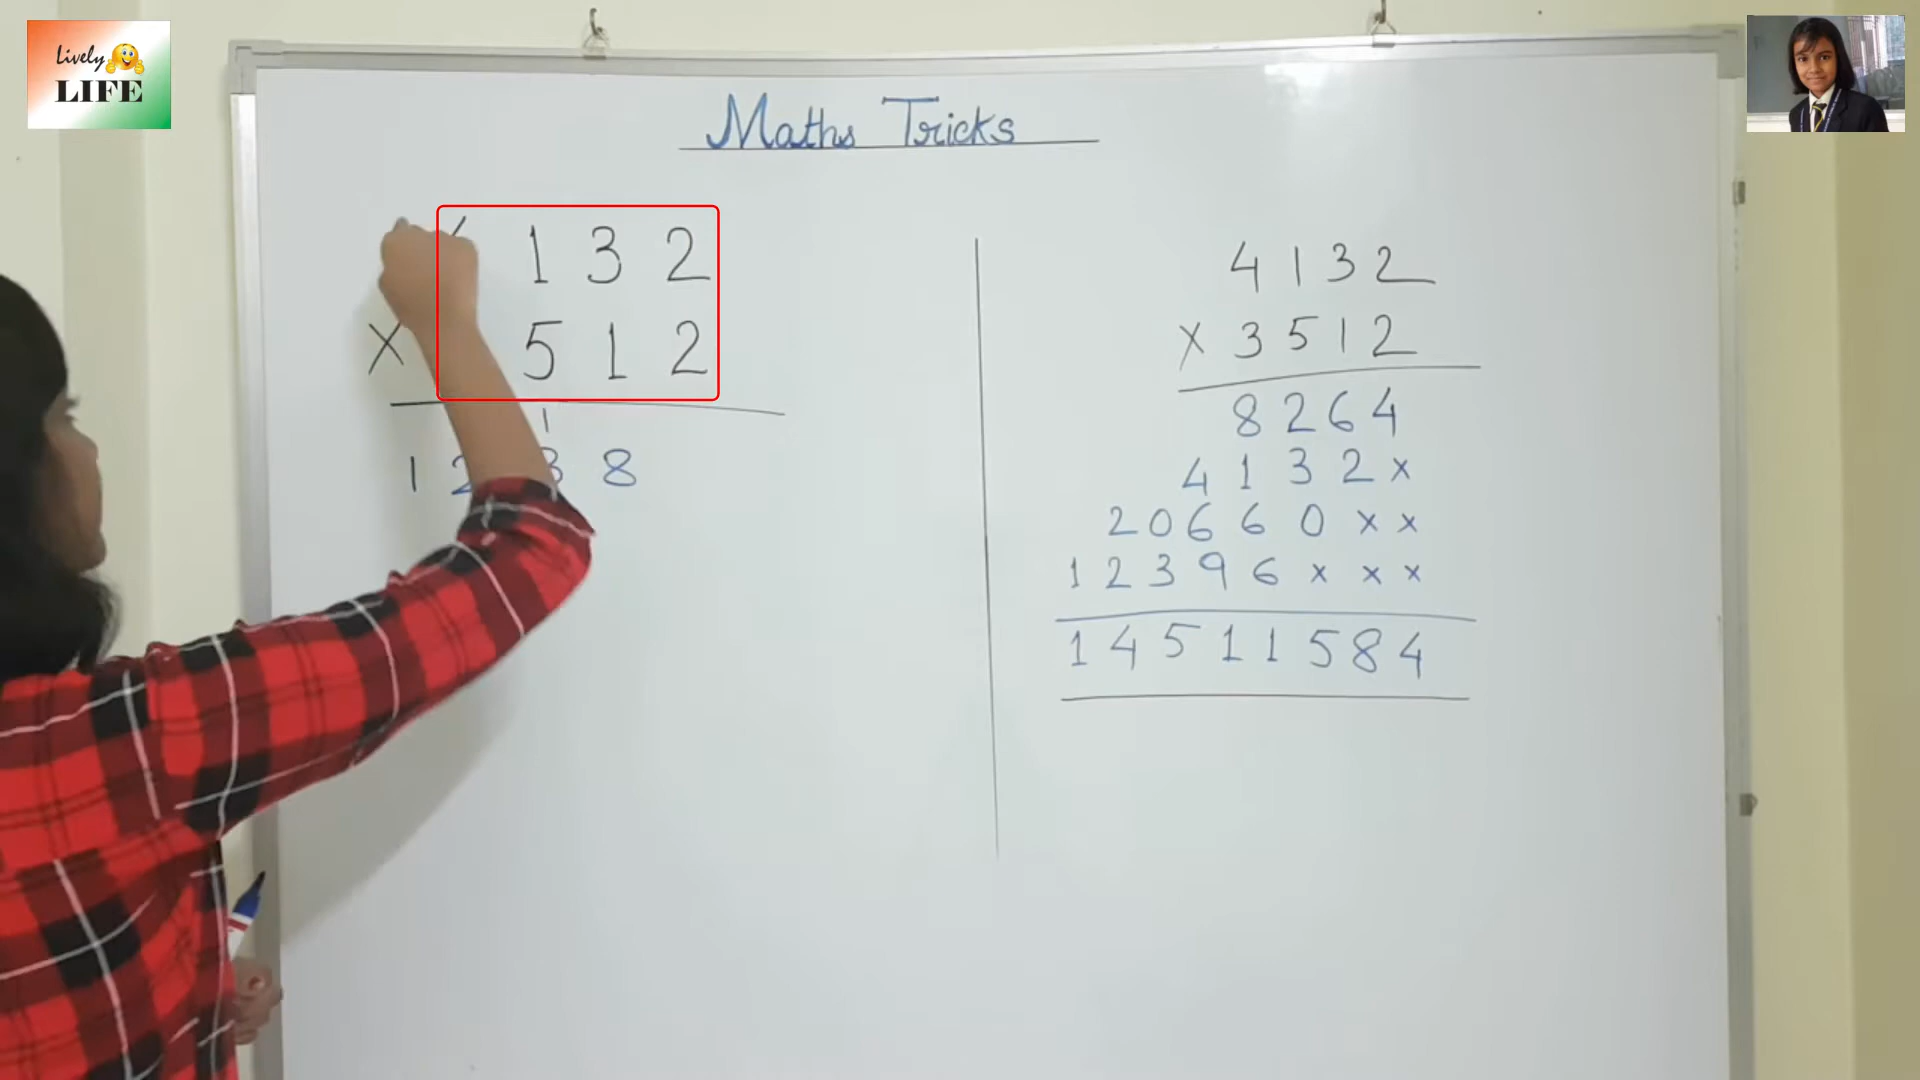 Lively
LIFE
Maths Tricks
1 3 2
X 5 1 2
1
1 2 3 8
4 1 3 2
X 3 5 1 2
8 2 6 4
4 1 3 2 x
2 0 6 6 0 x x
1 2 3 9 6 x x x
1 4 5 1 1 5 8 4